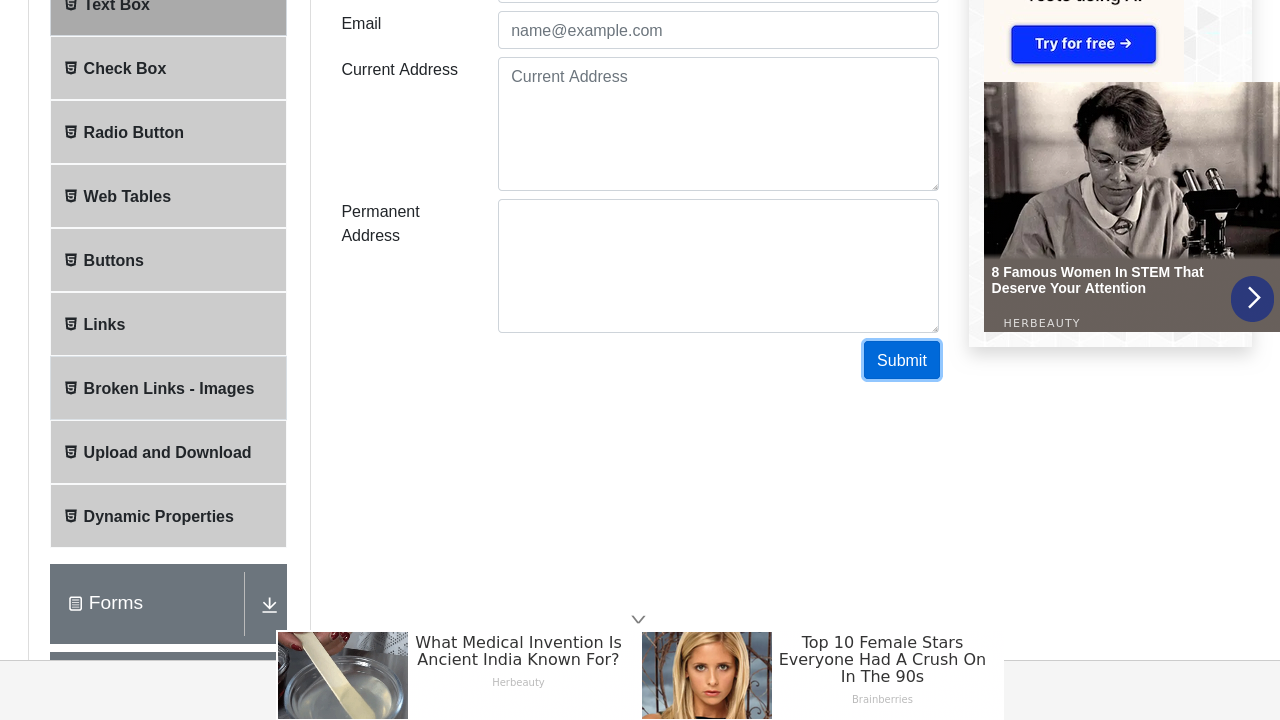 Text Box
Check Box
Radio Button
Web Tables
Buttons
Links
Broken Links - Images
Upload and Download
Dynamic Properties
Forms
Email
name@example.com
Current Address
Current Address
Permanent
Address
Submit
Try for free →
8 Famous Women In STEM That
Deserve Your Attention
HERBEAUTY
What Medical Invention Is
Ancient India Known For?
Herbeauty
Top 10 Female Stars
Everyone Had A Crush On
In The 90s
Brainberries